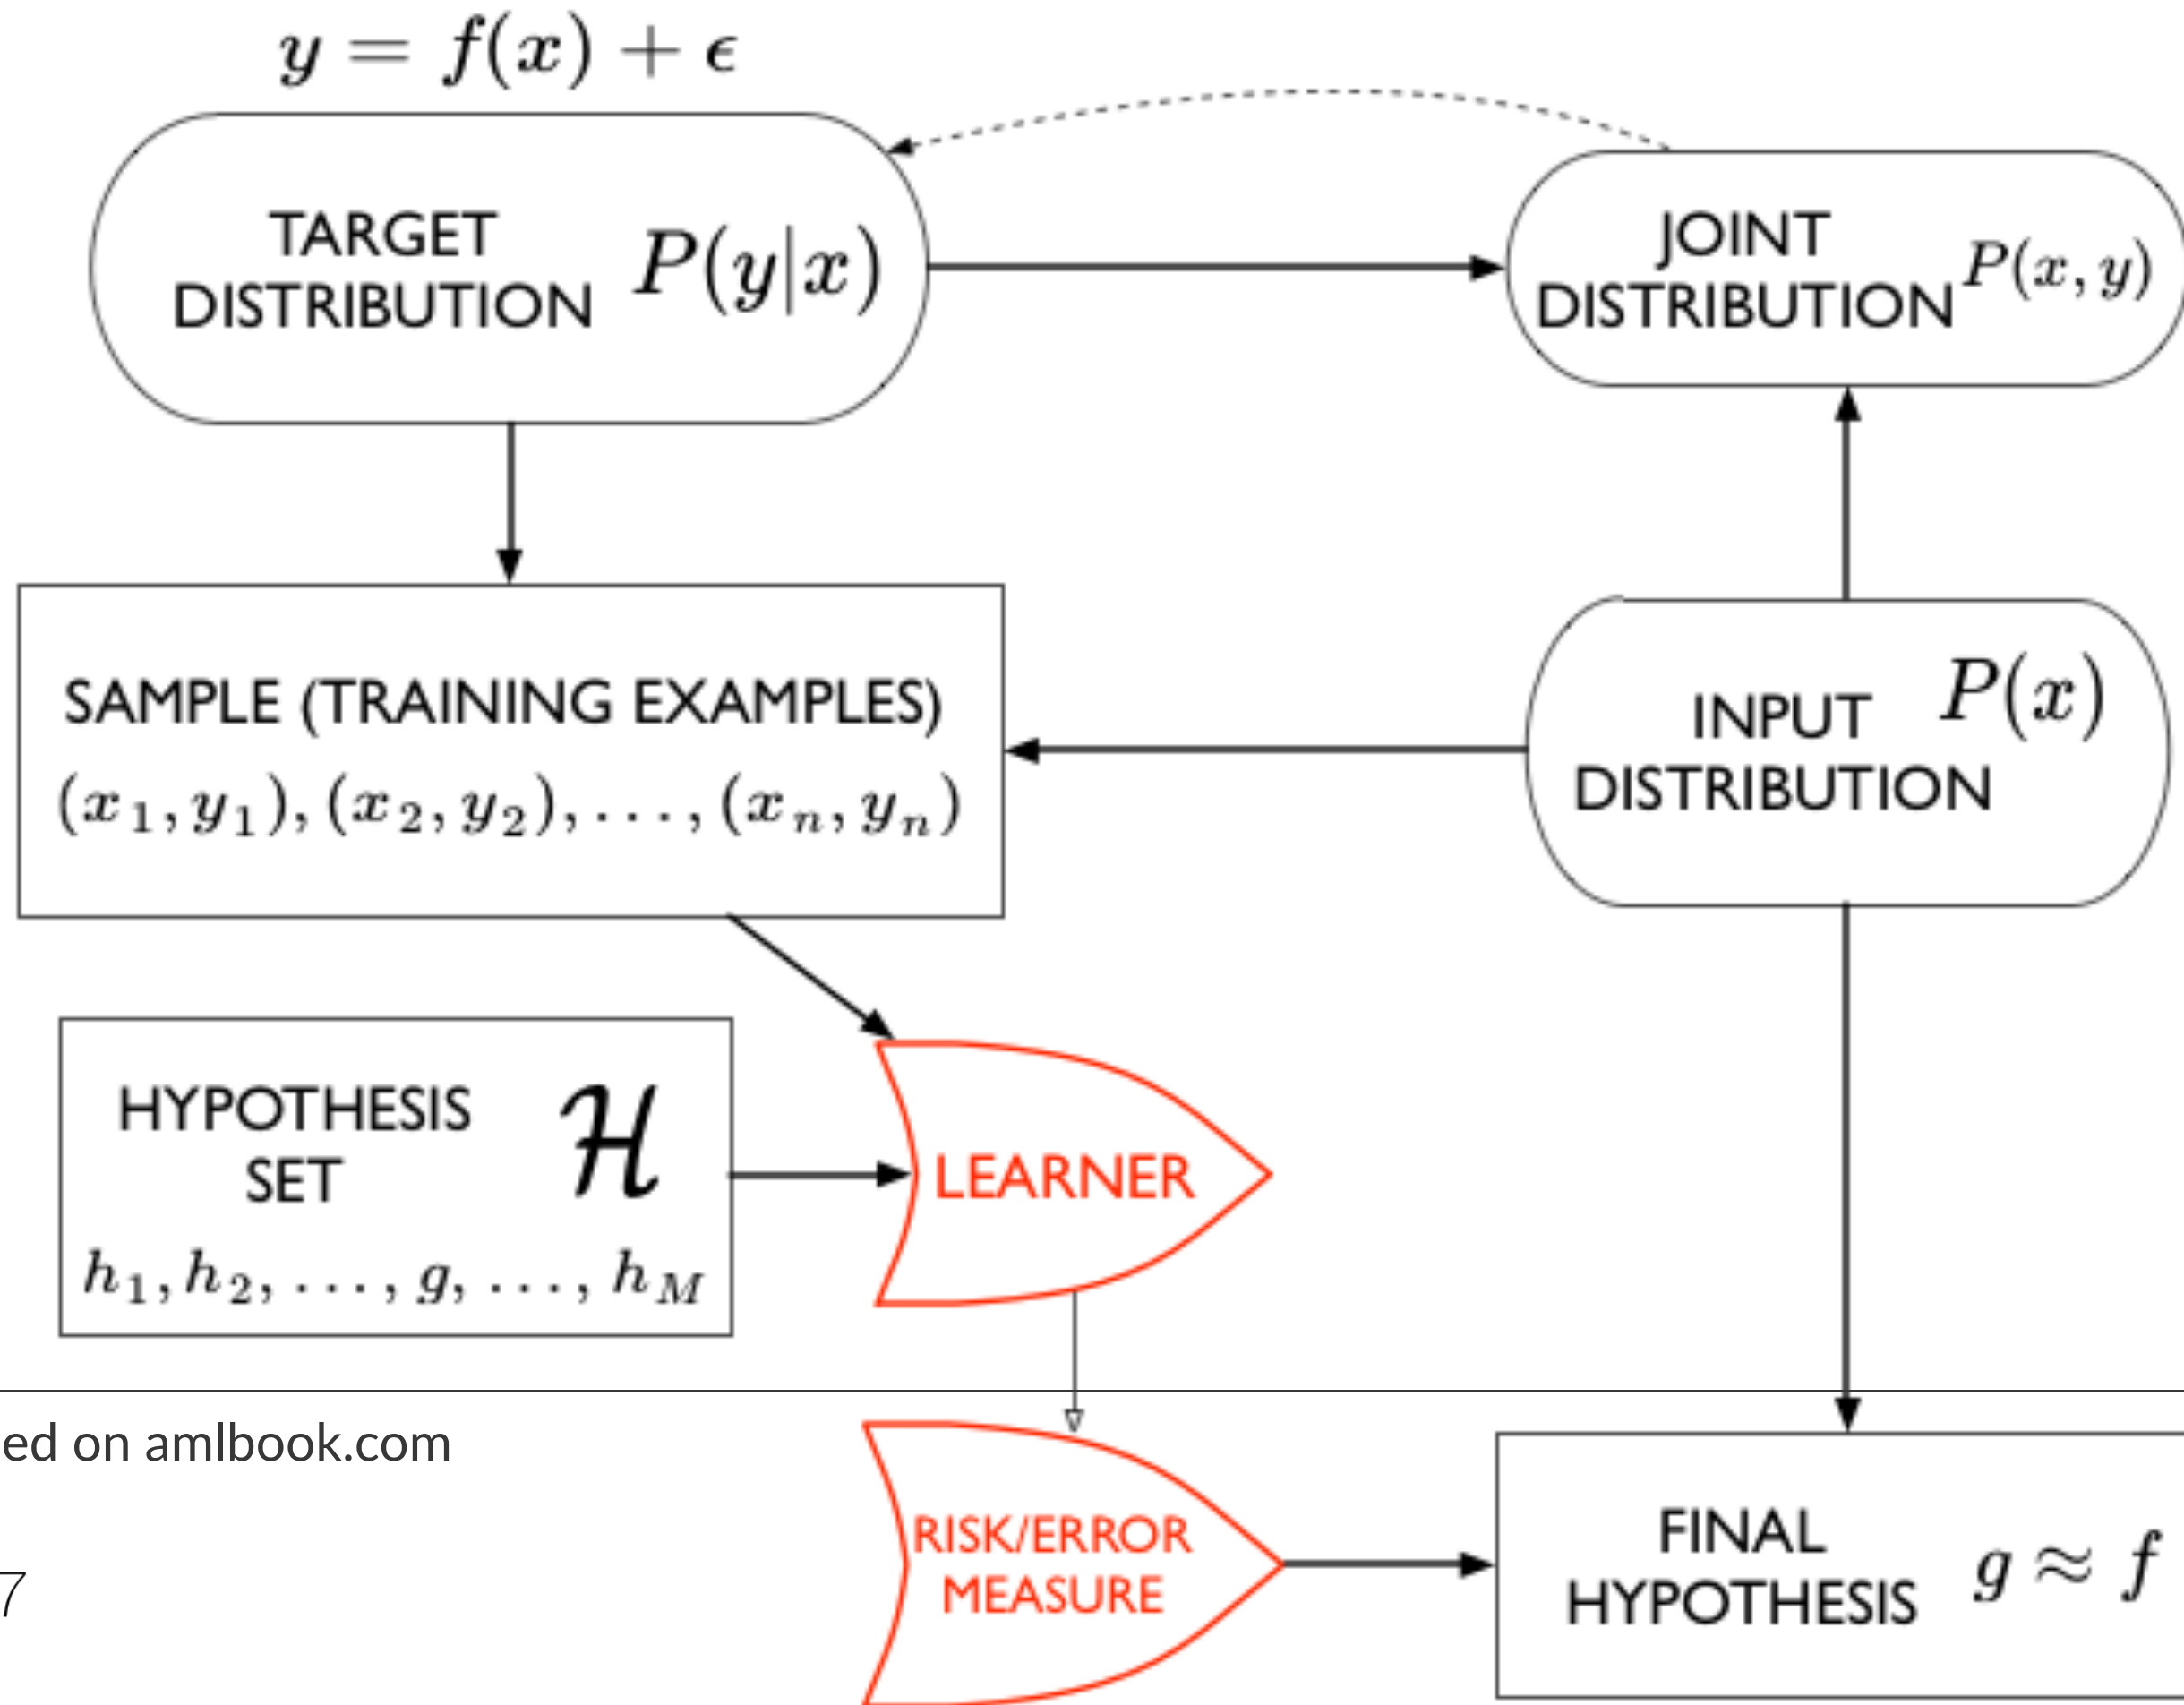 y = f(x) + ϵ
TARGET
DISTRIBUTION P(y|x)
JOINT
DISTRIBUTION P(x, y)
SAMPLE (TRAINING EXAMPLES)
(x₁, y₁), (x₂, y₂), . . . , (xₙ, yₙ)
INPUT P(x)
DISTRIBUTION
HYPOTHESIS
SET ℋ
h₁, h₂, . . . , g, . . . , h_M
LEARNER
ed on amlbook.com
RISK/ERROR
MEASURE
FINAL
HYPOTHESIS g ≈ f
7